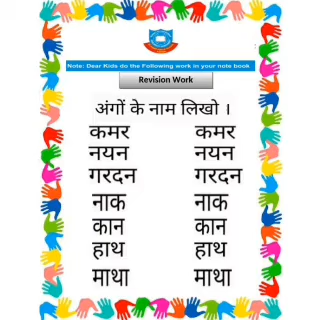 Note: Dear Kids do the Following work in your note book
Revision Work
अंगों के नाम लिखो ।
कमर कमर
नयन नयन
गरदन गरदन
नाक नाक
कान कान
हाथ हाथ
माथा माथा